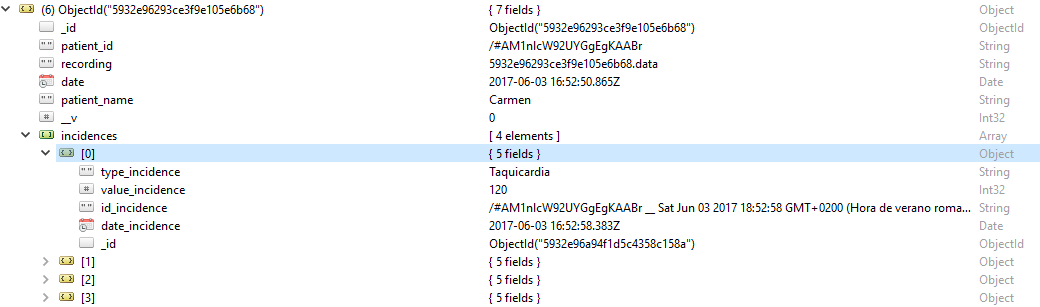 (6) ObjectId("5932e96293ce3f9e105e6b68") { 7 fields } Object
_id ObjectId("5932e96293ce3f9e105e6b68") ObjectId
patient_id /#AM1nIcW92UYGgEgKAABr String
recording 5932e96293ce3f9e105e6b68.data String
date 2017-06-03 16:52:50.865Z Date
patient_name Carmen String
__v 0 Int32
incidences [ 4 elements ] Array
[0] { 5 fields } Object
type_incidence Taquicardia String
value_incidence 120 Int32
id_incidence /#AM1nIcW92UYGgEgKAABr __ Sat Jun 03 2017 18:52:58 GMT+0200 (Hora de verano roma... String
date_incidence 2017-06-03 16:52:58.383Z Date
_id ObjectId("5932e96a94f1d5c4358c158a") ObjectId
[1] { 5 fields } Object
[2] { 5 fields } Object
[3] { 5 fields } Object